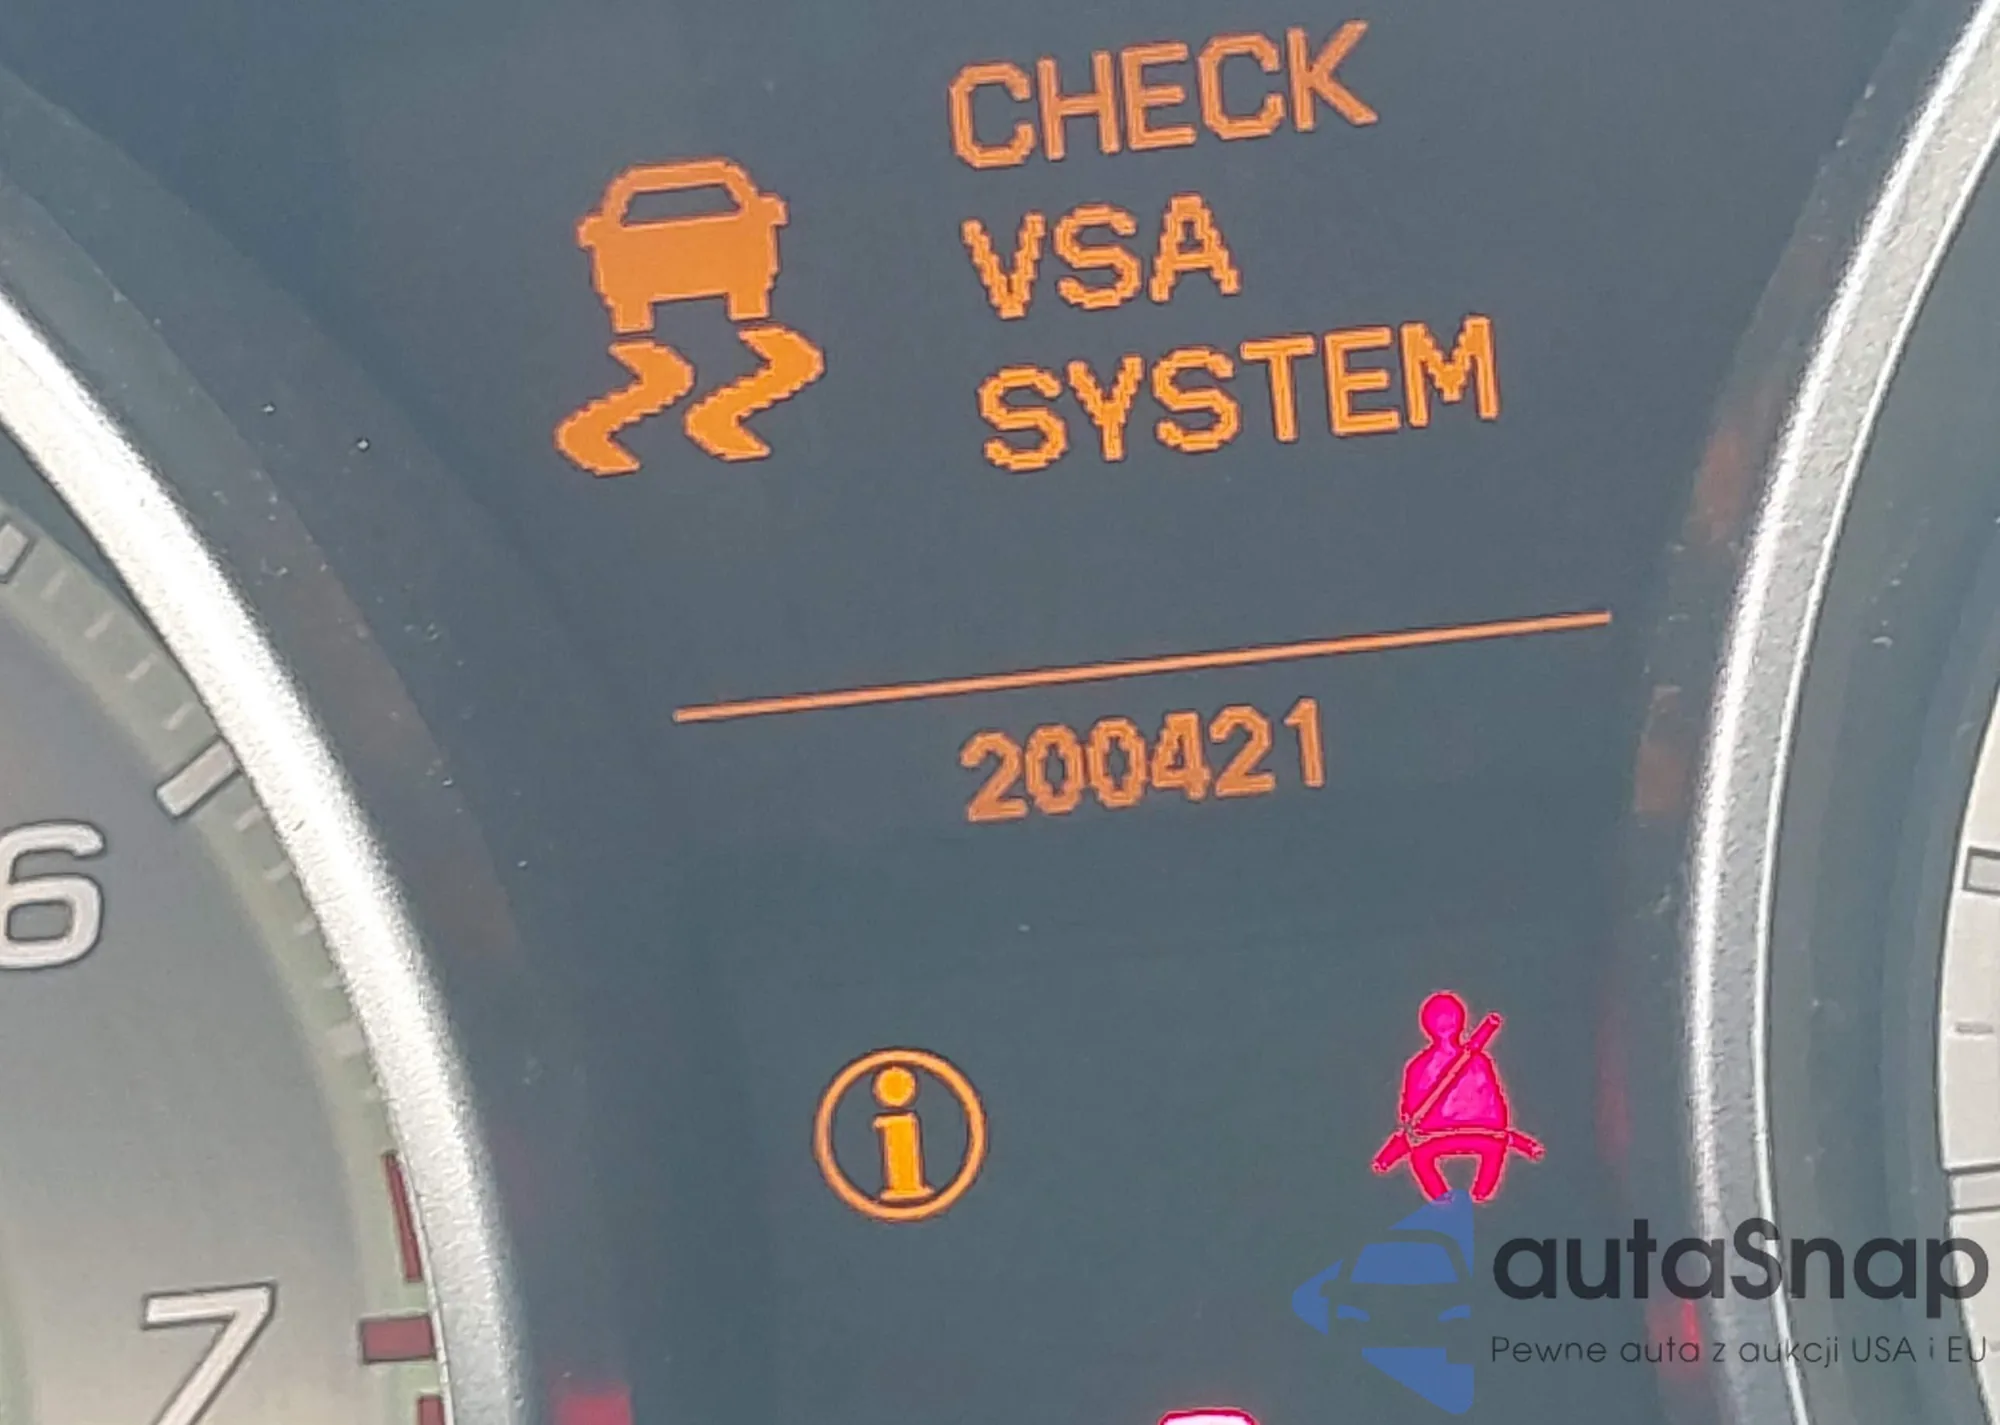 CHECK
VSA
SYSTEM
200421
6
7
autaSnap
Pewne auta z aukcji USA i EU